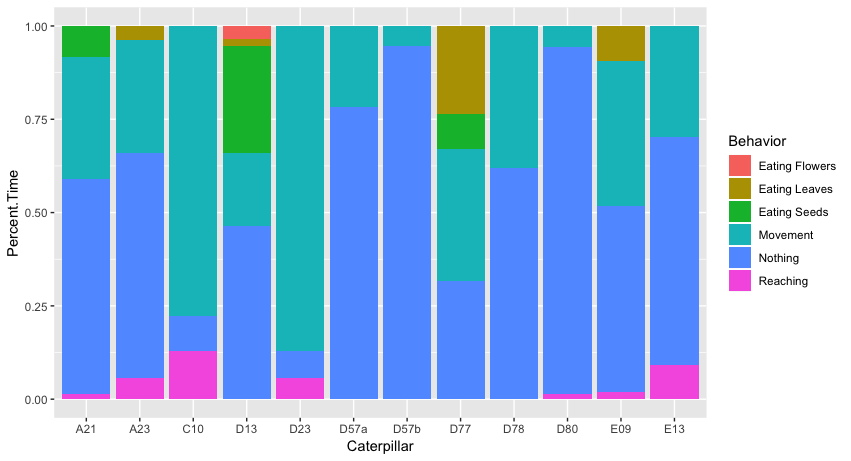 1.00
0.75
0.50
0.25
0.00
Percent.Time
A21 A23 C10 D13 D23 D57a D57b D77 D78 D80 E09 E13
Caterpillar
Behavior
Eating Flowers
Eating Leaves
Eating Seeds
Movement
Nothing
Reaching